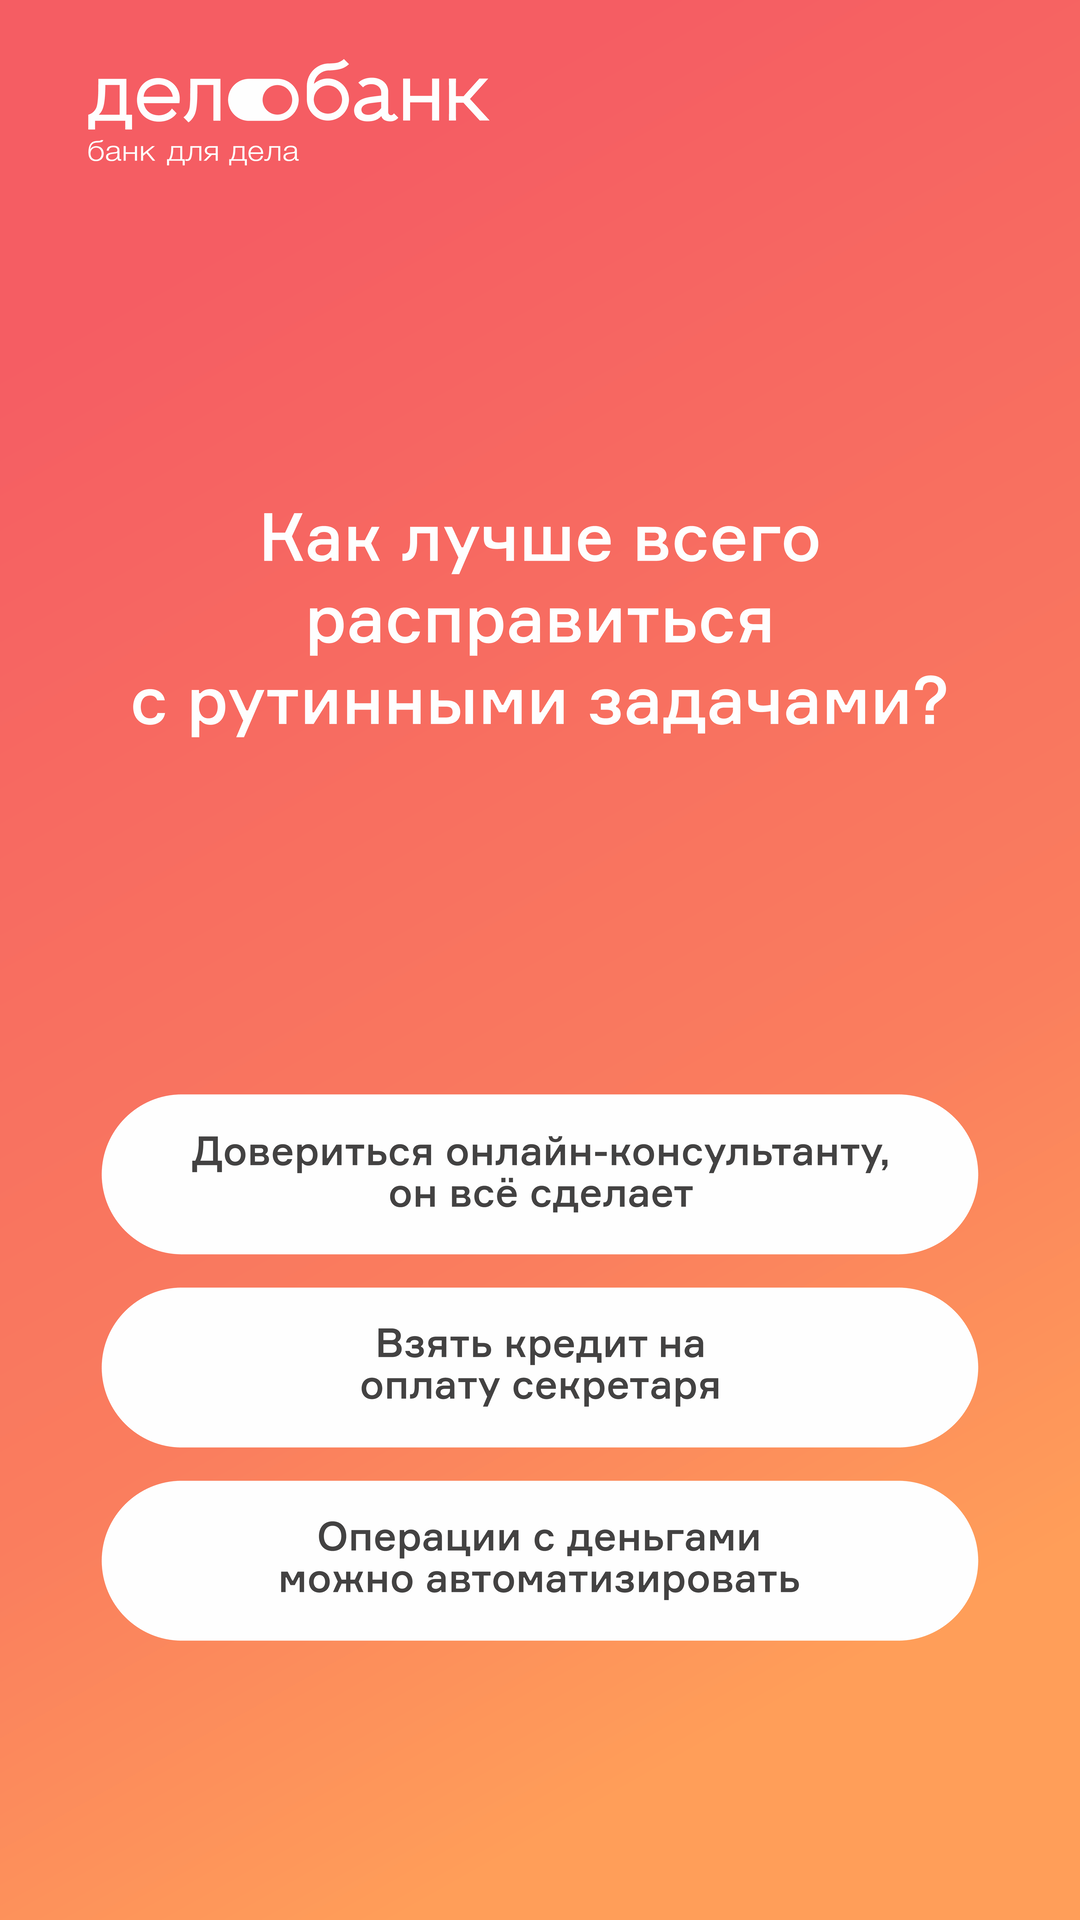 делобанк
банк для дела
Как лучше всего
расправиться
с рутинными задачами?
Довериться онлайн-консультанту,
он всё сделает
Взять кредит на
оплату секретаря
Операции с деньгами
можно автоматизировать